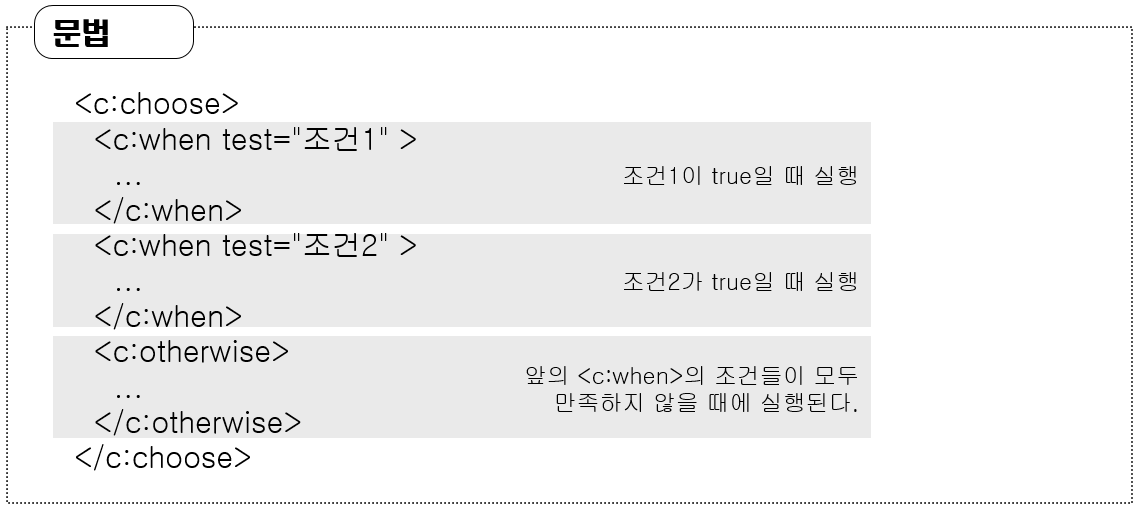 문법
<c:choose>
<c:when test="조건1" >
...
조건1이 true일 때 실행
</c:when>
<c:when test="조건2" >
...
조건2가 true일 때 실행
</c:when>
<c:otherwise>
...
앞의 <c:when>의 조건들이 모두
만족하지 않을 때에 실행된다.
</c:otherwise>
</c:choose>